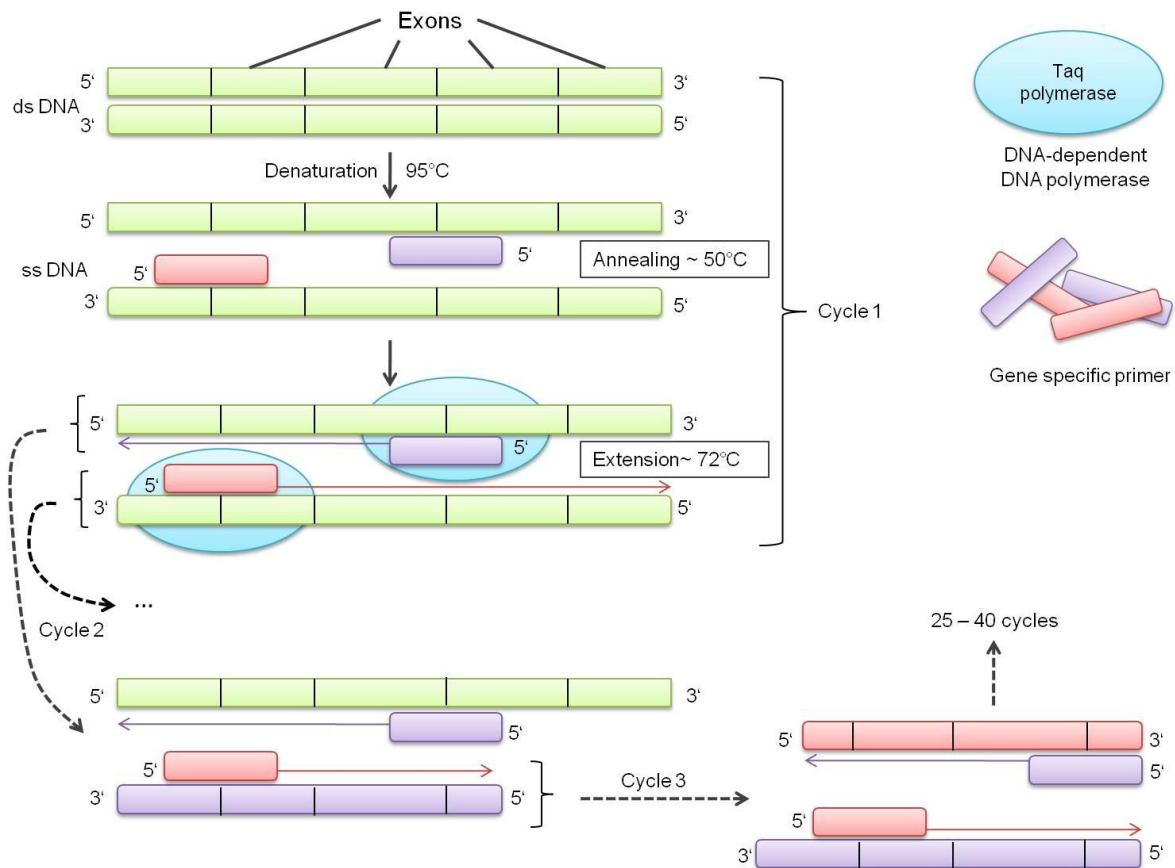 Exons
5‘
3‘
ds DNA
3‘
5‘
Taq
polymerase
DNA-dependent
DNA polymerase
Denaturation
95°C
5‘
3‘
5‘
ss DNA
5‘
Annealing ~ 50°C
3‘
5‘
Cycle 1
Gene specific primer
5‘
3‘
5‘
Extension~ 72°C
5‘
3‘
5‘
...
Cycle 2
25 – 40 cycles
5‘
3‘
5‘
5‘
3‘
5‘
Cycle 3
5‘
3‘
5‘
5‘
3‘
5‘